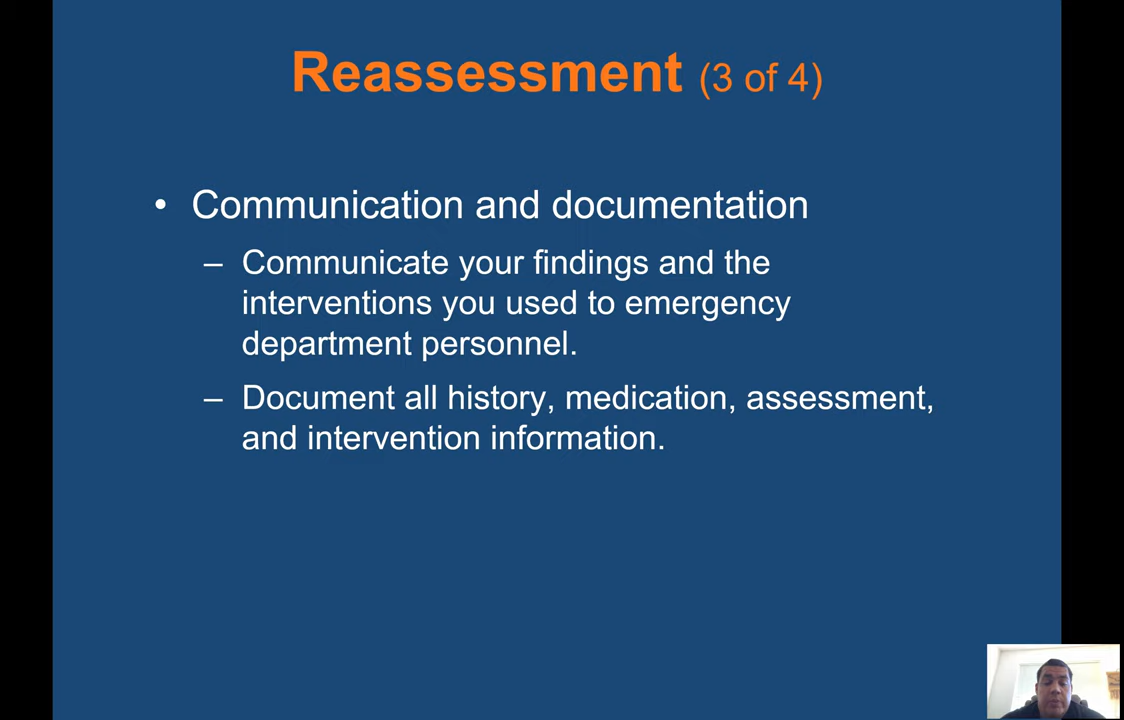 Reassessment (3 of 4)
• Communication and documentation
– Communicate your findings and the
interventions you used to emergency
department personnel.
– Document all history, medication, assessment,
and intervention information.